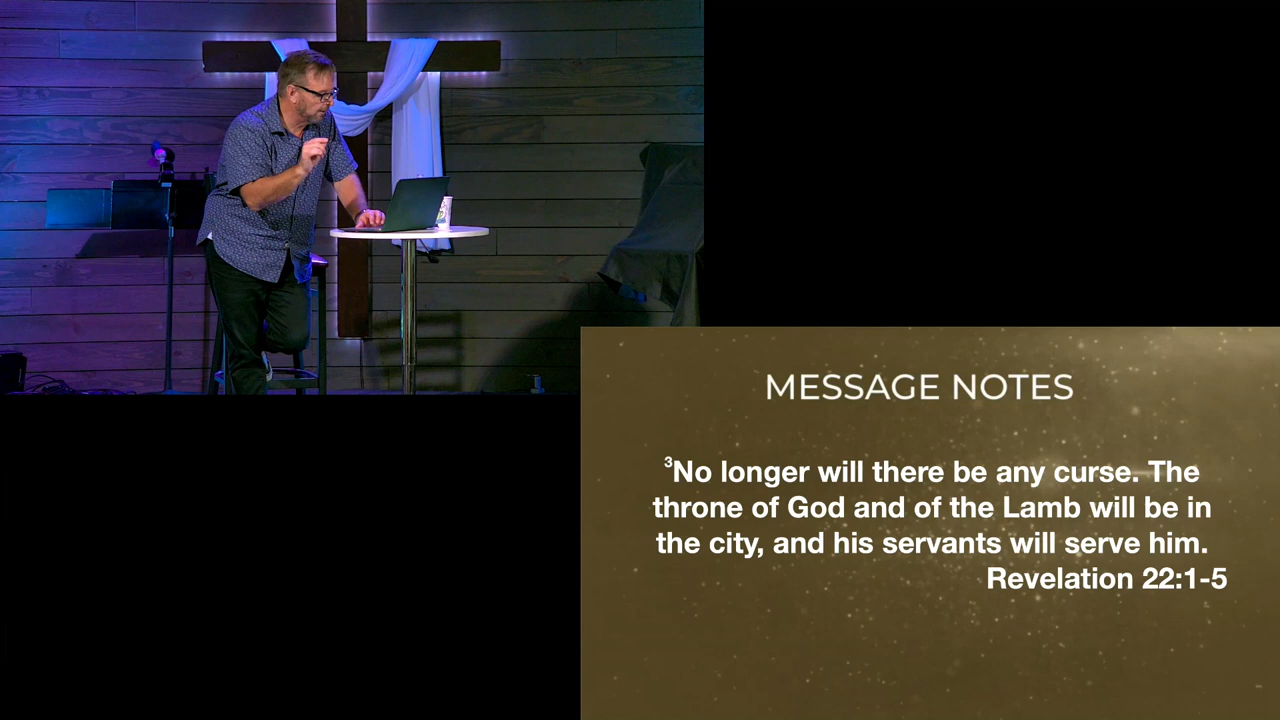 MESSAGE NOTES
³No longer will there be any curse. The
throne of God and of the Lamb will be in
the city, and his servants will serve him.
Revelation 22:1-5